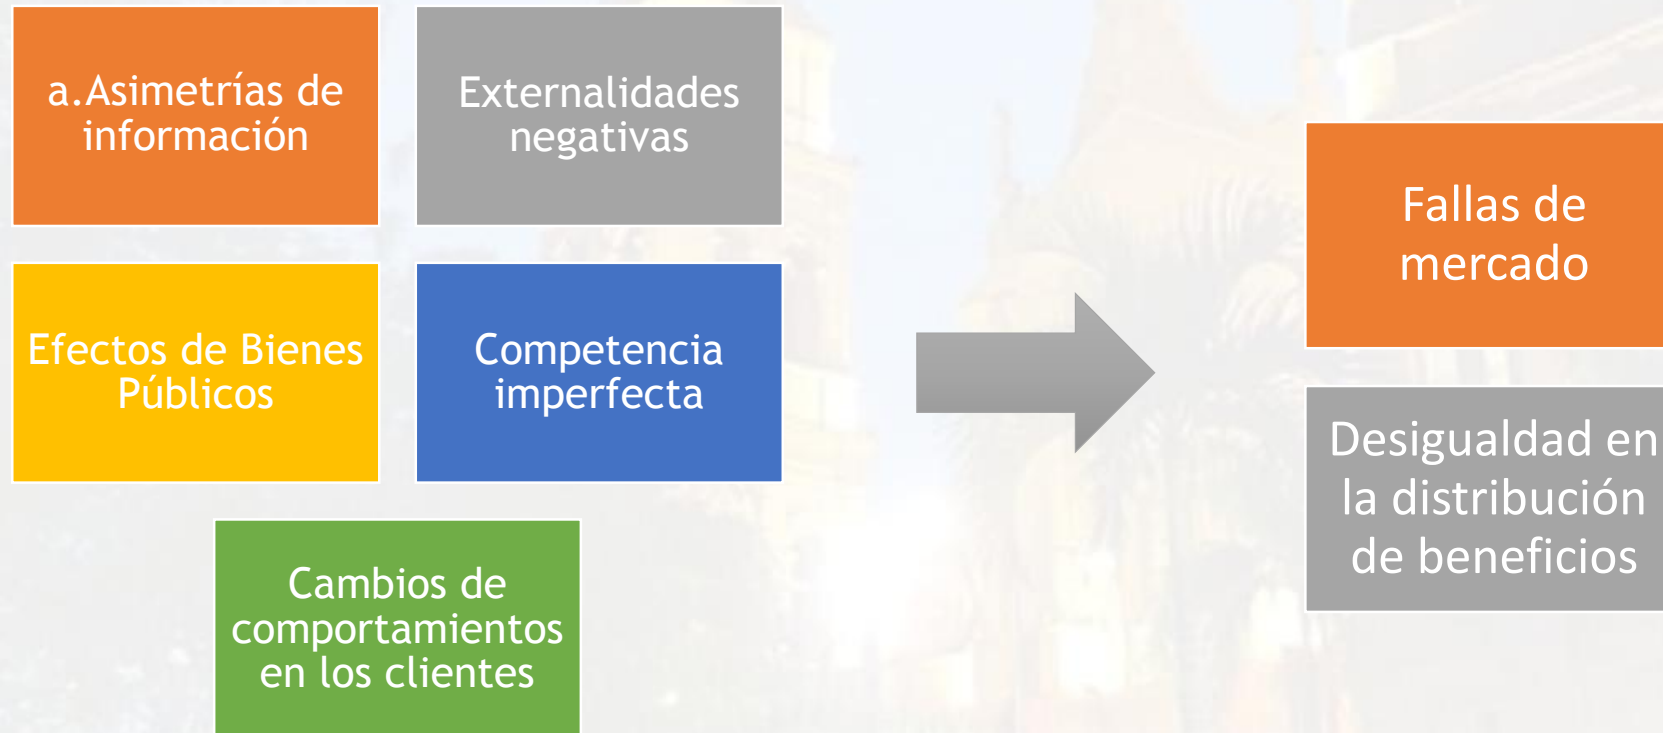 a.Asimetrías de
información
Externalidades
negativas
Efectos de Bienes
Públicos
Competencia
imperfecta
Cambios de
comportamientos
en los clientes
Fallas de
mercado
Desigualdad en
la distribución
de beneficios